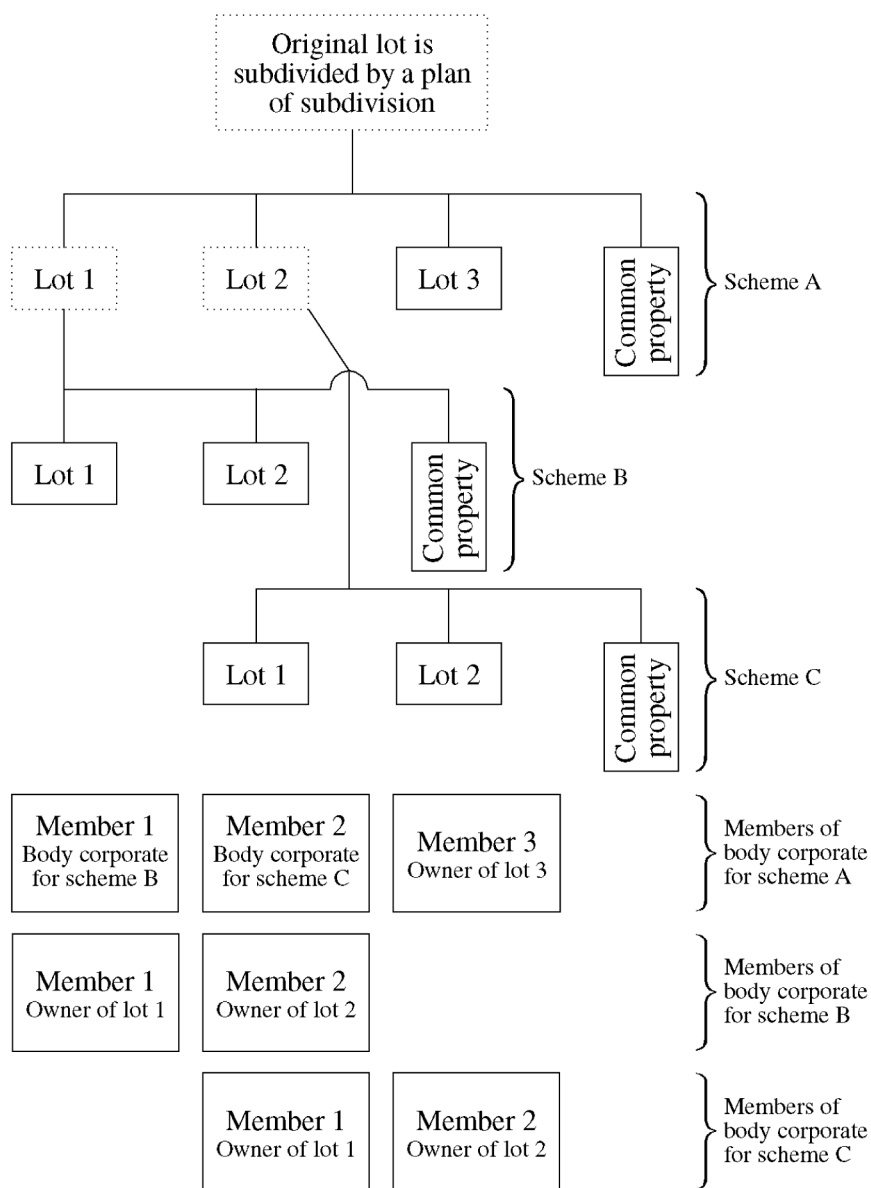 Original lot is
subdivided by a plan
of subdivision
Lot 1
Lot 2
Lot 3
Common
property
Scheme A
Lot 1
Lot 2
Common
property
Scheme B
Lot 1
Lot 2
Common
property
Scheme C
Member 1
Body corporate
for scheme B
Member 2
Body corporate
for scheme C
Member 3
Owner of lot 3
Members of
body corporate
for scheme A
Member 1
Owner of lot 1
Member 2
Owner of lot 2
Members of
body corporate
for scheme B
Member 1
Owner of lot 1
Member 2
Owner of lot 2
Members of
body corporate
for scheme C